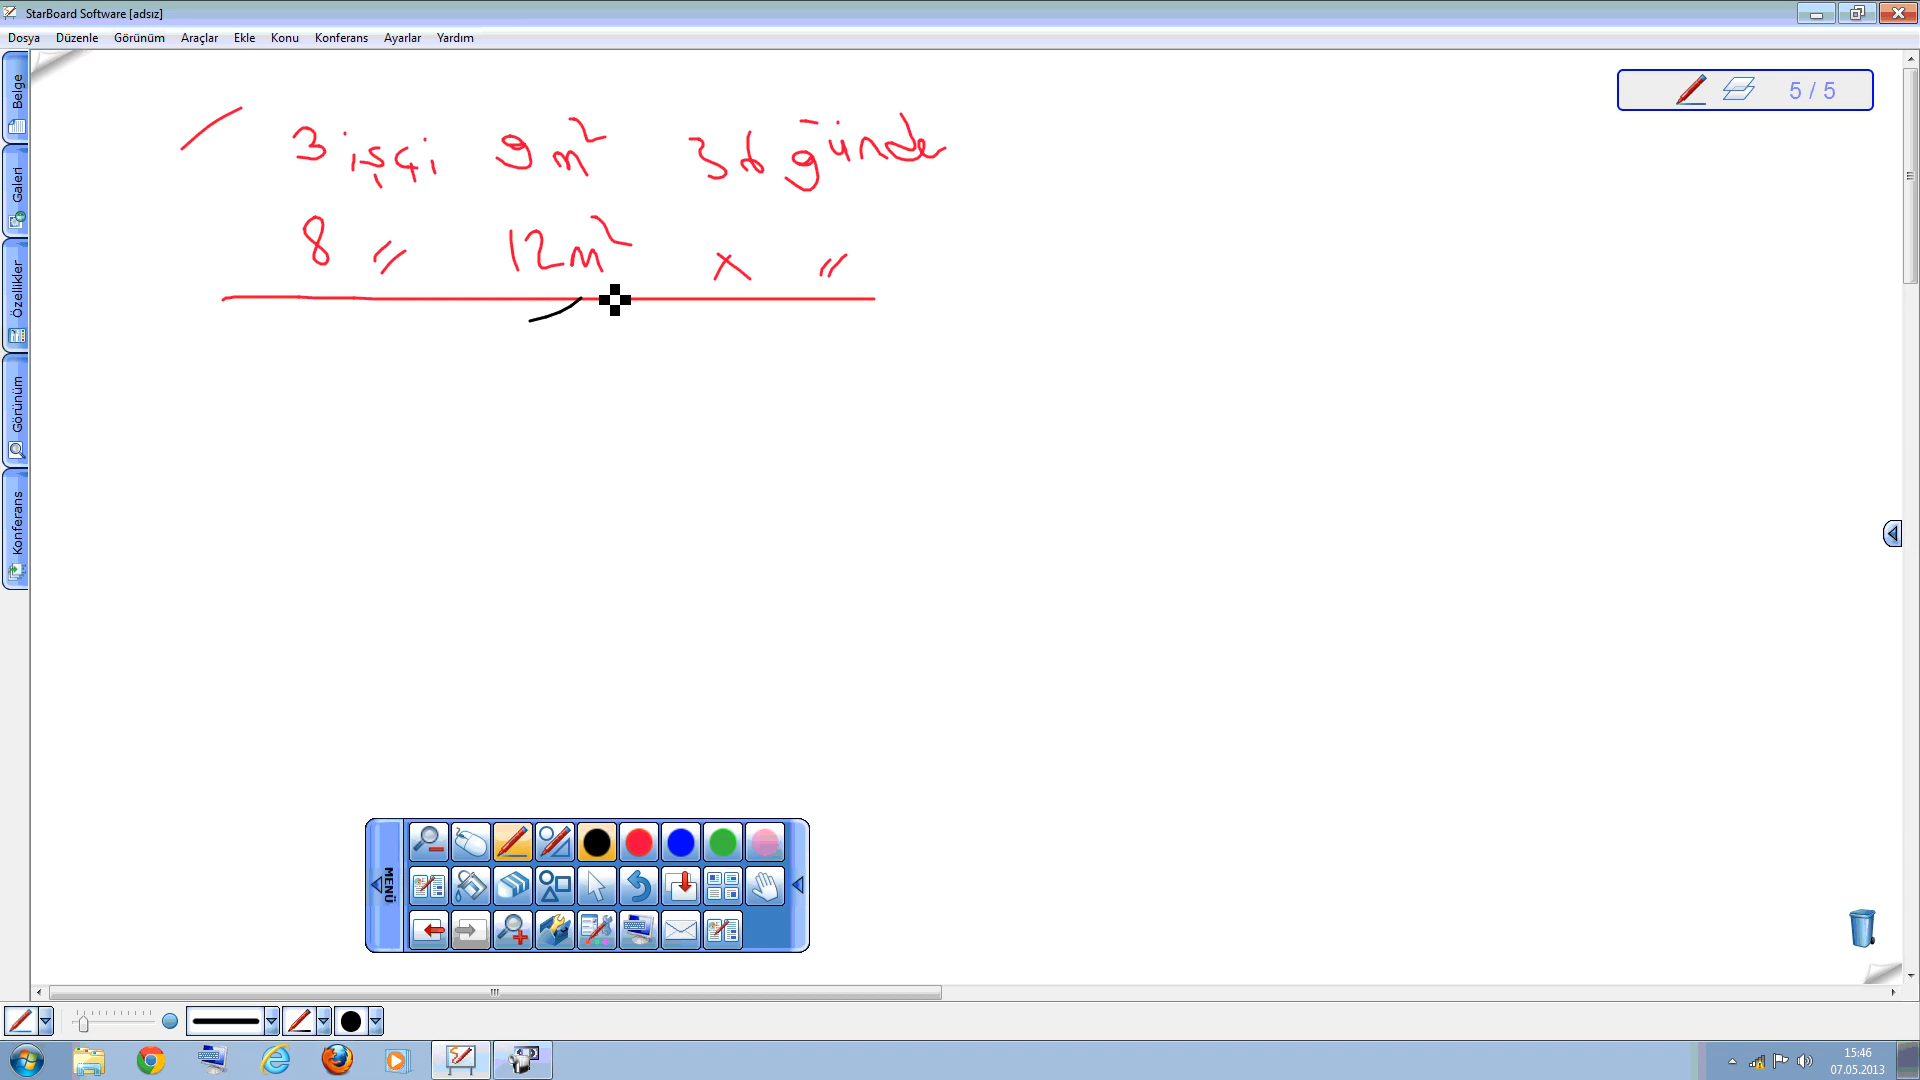 StarBoard Software [adsız]
Dosya Düzenle Görünüm Araçlar Ekle Konu Konferans Ayarlar Yardım
Belge
Galeri
Özellikler
Görünüm
Konferans
5 / 5
3 işçi 9 m² 36 günde
8 " 12 m² x "
MENÜ
15:46
07.05.2013